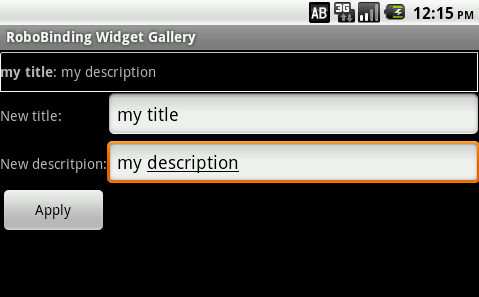 AB 3G 12:15 PM
RoboBinding Widget Gallery
my title: my description
New title: my title
New descritpion: my description
Apply